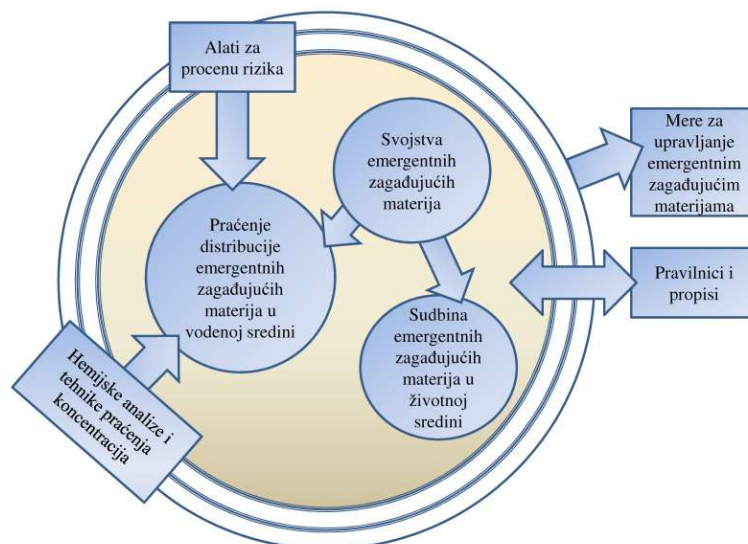 Alati za
procenu rizika
Svojstva
emergentnih
zagađujućih
materija
Mere za
upravljanje
emergentnim
zagađujućim
materijama
Praćenje
distribucije
emergentnih
zagađujućih
materija u
vodenoj sredini
Pravilnici i
propisi
Sudbina
emergentnih
zagađujućih
materija u
životnoj
sredini
Hemijske analize i
tehnike praćenja
koncentracija